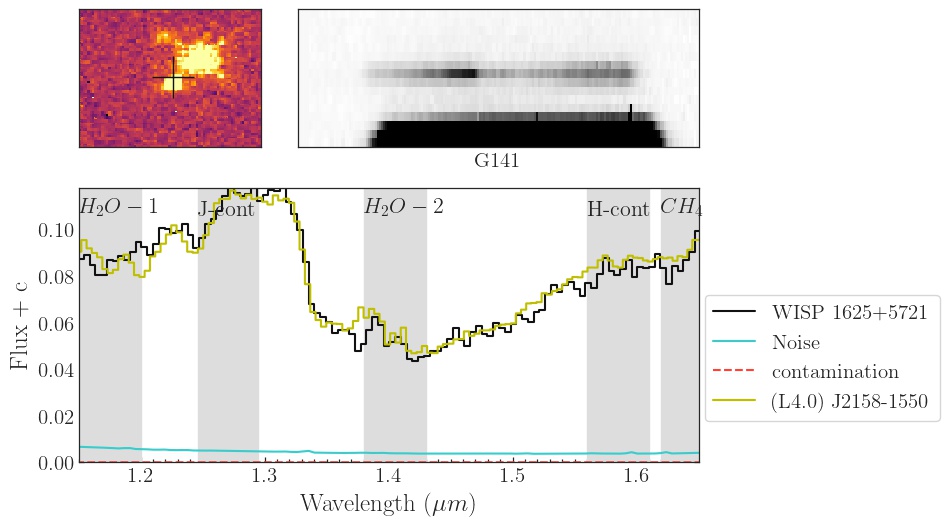 G141
H₂O − 1
J-cont
H₂O − 2
H-cont
CH₄
0.10
0.08
0.06
0.04
0.02
0.00
Flux + c
1.2
1.3
1.4
1.5
1.6
Wavelength (μm)
WISP 1625+5721
Noise
contamination
(L4.0) J2158-1550